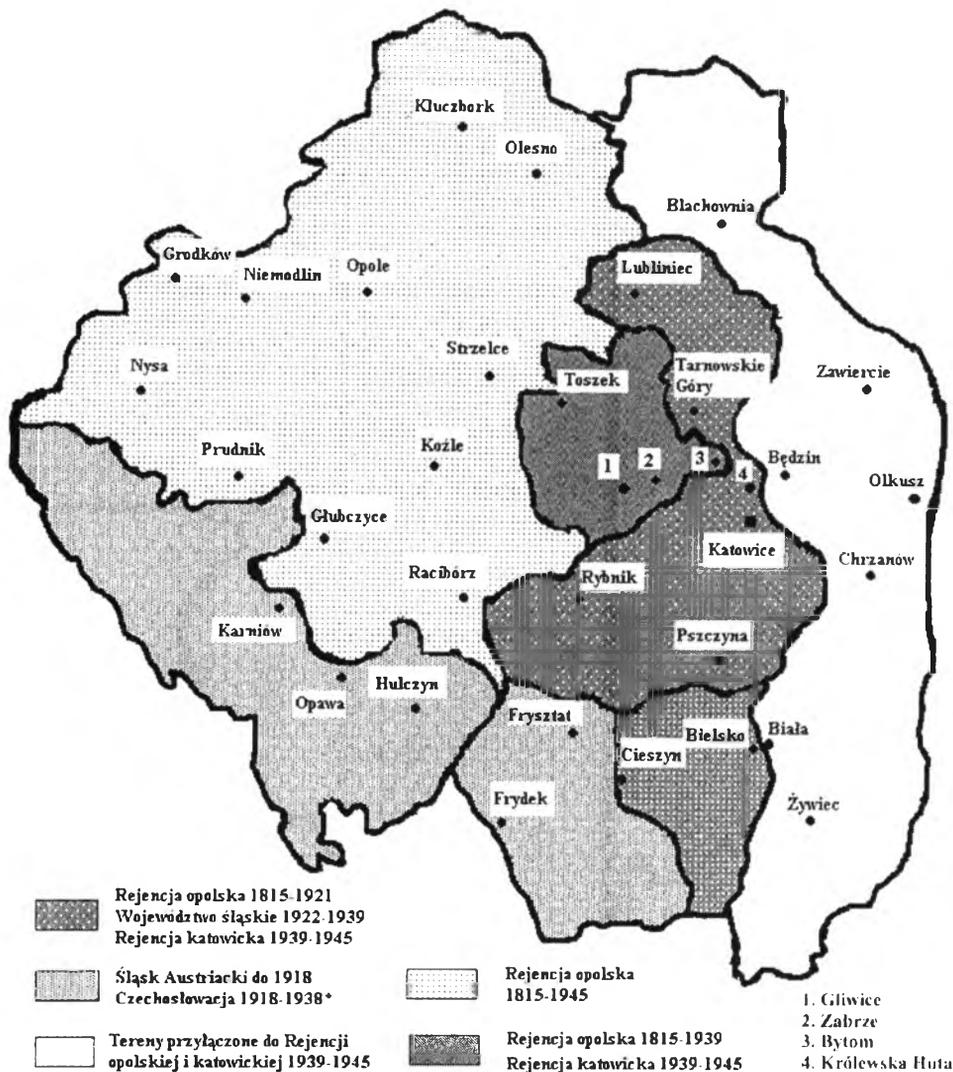 Kluczbork
Olesno
Blachownia
Grodków
Niemodlin
Opole
Lubliniec
Strzelce
Nysa
Toszek
Tarnowskie
Góry
Zawiercie
Prudnik
Koźle
1
2
3
4
Będzin
Olkusz
Głubczyce
Katowice
Chrzanów
Racibórz
Rybnik
Karniów
Pszczyna
Opawa
Hulczyn
Frysztat
Cieszyn
Bielsko
Biała
Frydek
Żywiec
Rejencja opolska 1815-1921
Województwo śląskie 1922-1939
Rejencja katowicka 1939-1945
Śląsk Austriacki do 1918
Czechosłowacja 1918-1938*
Tereny przyłączone do Rejencji
opolskiej i katowickiej 1939-1945
Rejencja opolska
1815-1945
Rejencja opolska 1815-1939
Rejencja katowicka 1939-1945
1. Gliwice
2. Zabrze
3. Bytom
4. Królewska Huta